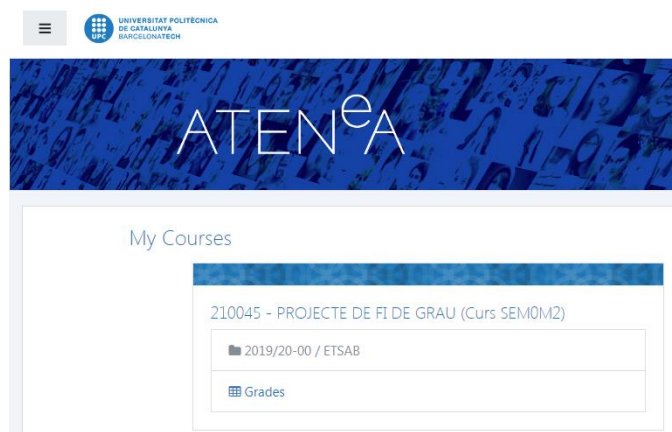 UNIVERSITAT POLITÈCNICA
DE CATALUNYA
BARCELONATECH
UPC
ATENeA
My Courses
210045 - PROJECTE DE FI DE GRAU (Curs SEM0M2)
2019/20-00 / ETSAB
Grades